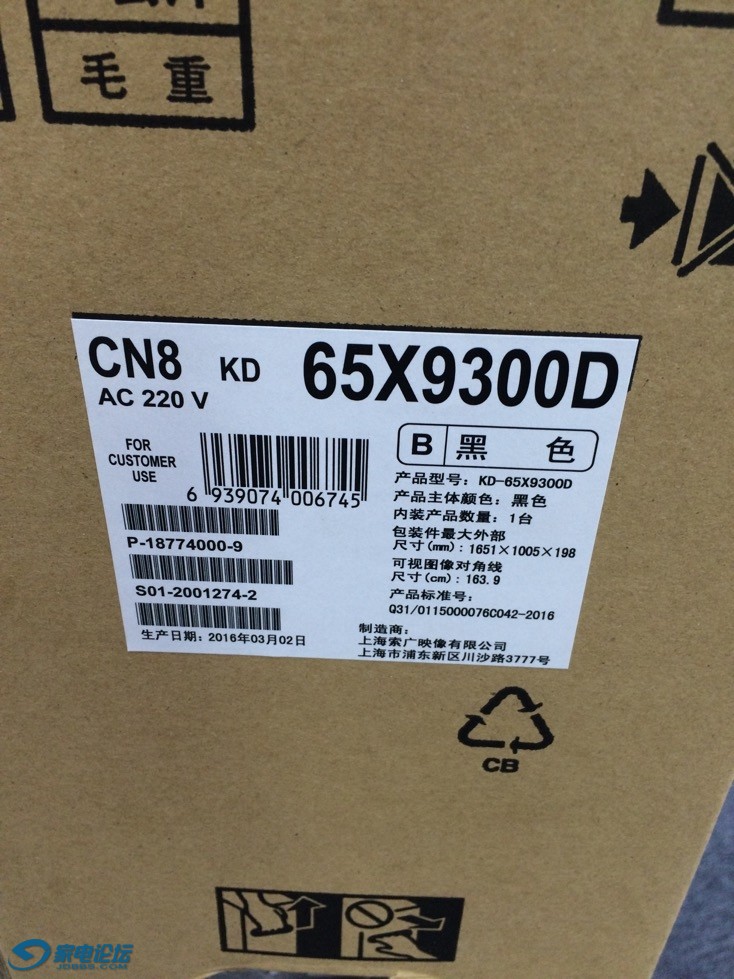 毛 重
CN8 KD 65X9300D
AC 220 V
FOR
CUSTOMER
USE
6 939074 006745
B 黑 色
产品型号: KD-65X9300D
产品主体颜色: 黑色
内装产品数量: 1台
包装件最大外部
尺寸(mm): 1651×1005×198
可视图像对角线
尺寸(cm): 163.9
产品标准号:
Q31/0115000076C042-2016
P-18774000-9
S01-2001274-2
生产日期: 2016年03月02日
制造商:
上海索广映像有限公司
上海市浦东新区川沙路3777号
CB
家电论坛
JDBBS.COM